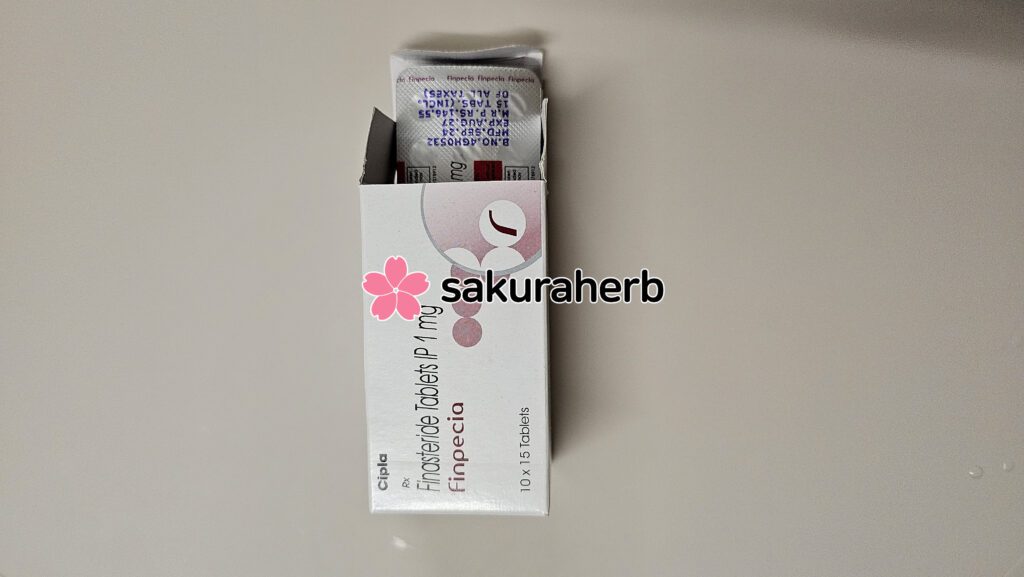 finpecia finpecia finpecia
B.NO.4GH0532
MFD.SEP.24
EXP.AUG.27
M.R.P.RS.146.55
15 TABS.(INCL.
OF ALL TAXES)
mg
sakuraherb
Cipla
Rx
Finasteride Tablets IP 1 mg
Finpecia
10 x 15 Tablets